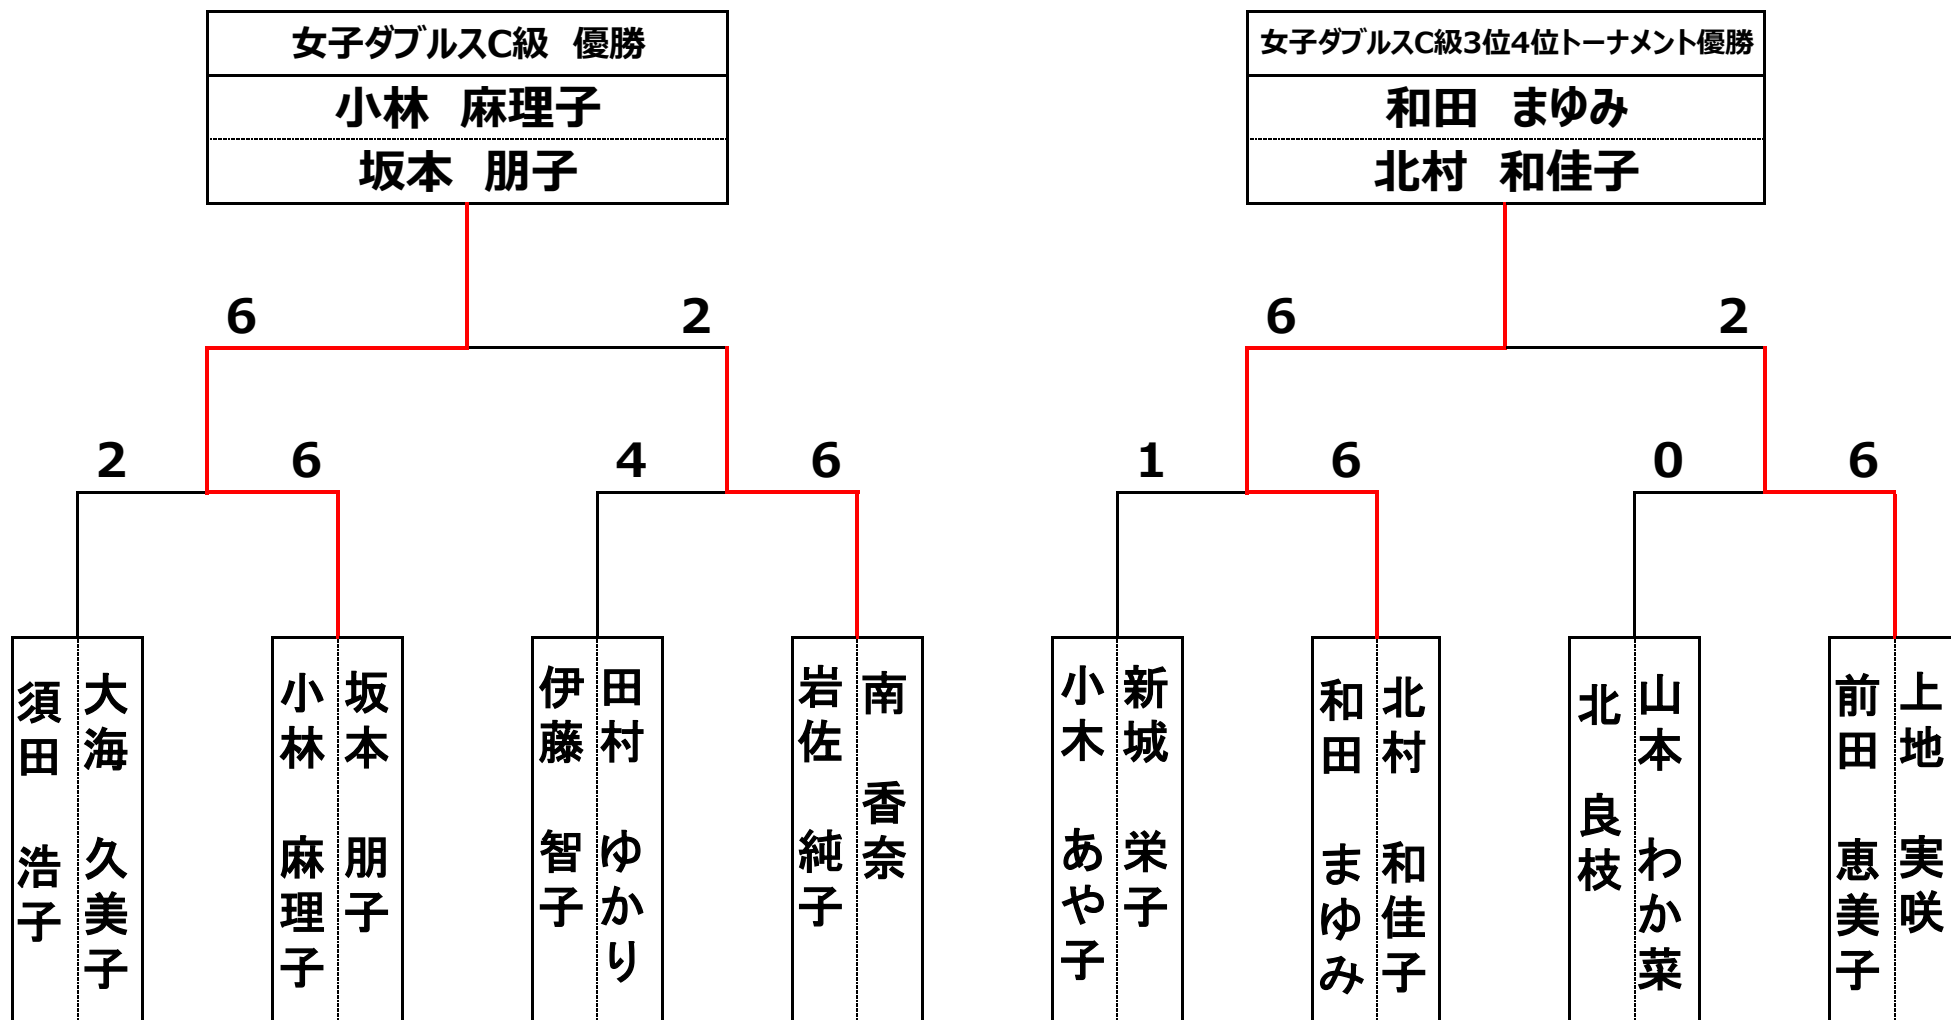 女子ダブルスC級　優勝
小林　麻理子
坂本　朋子
女子ダブルスC級3位4位トーナメント優勝
和田　まゆみ
北村　和佳子
6
2
6
2
2
6
4
6
1
6
0
6
須田　浩子
大海　久美子
小林　麻理子
坂本　朋子
伊藤　智子
田村　ゆかり
岩佐　純子
南　香奈
小木　あや子
新城　栄子
和田　まゆみ
北村　和佳子
北　良枝
山本　わか菜
前田　恵美子
上地　実咲